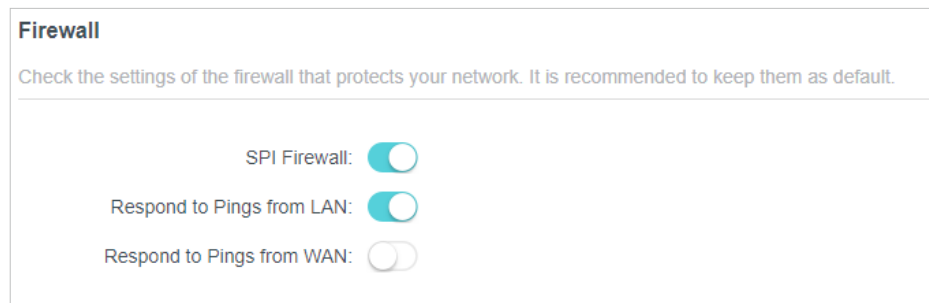 Firewall
Check the settings of the firewall that protects your network. It is recommended to keep them as default.
SPI Firewall:
Respond to Pings from LAN:
Respond to Pings from WAN: